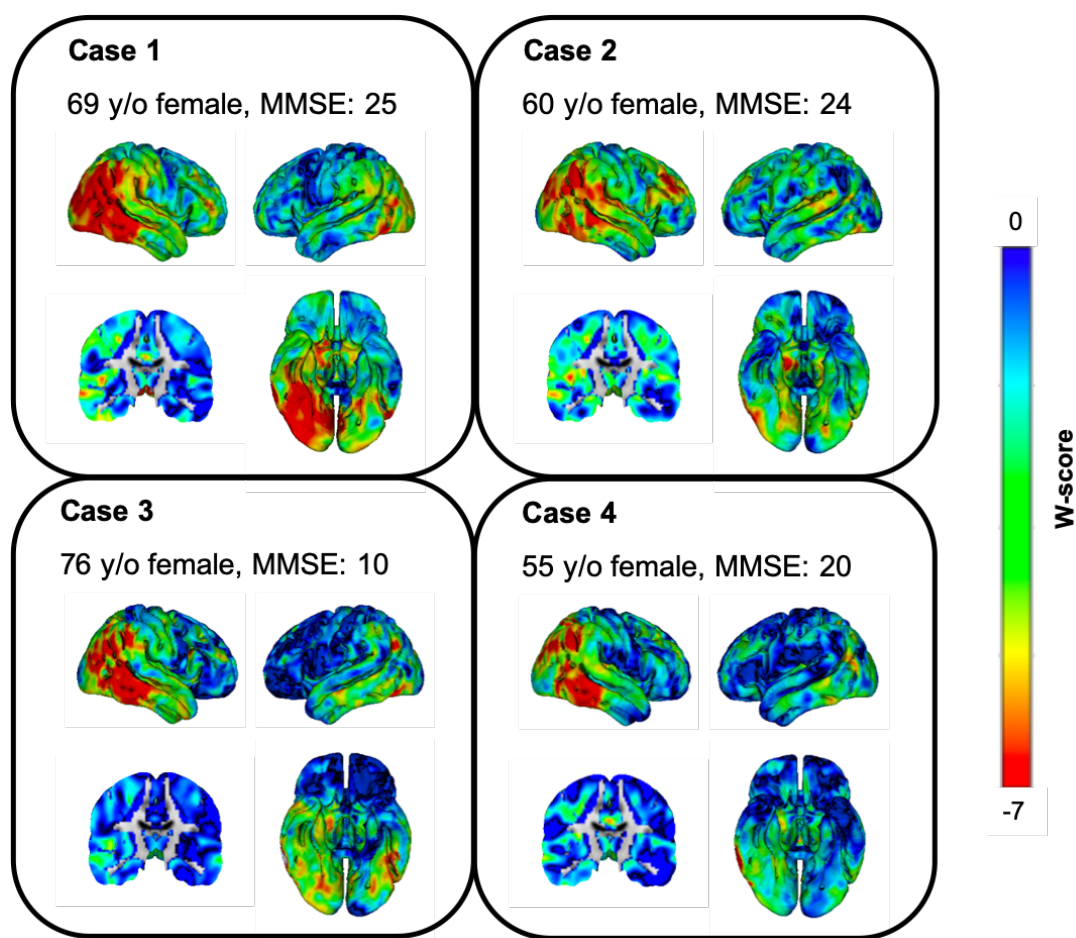 Case 1
69 y/o female, MMSE: 25
Case 2
60 y/o female, MMSE: 24
Case 3
76 y/o female, MMSE: 10
Case 4
55 y/o female, MMSE: 20
0
W-score
-7